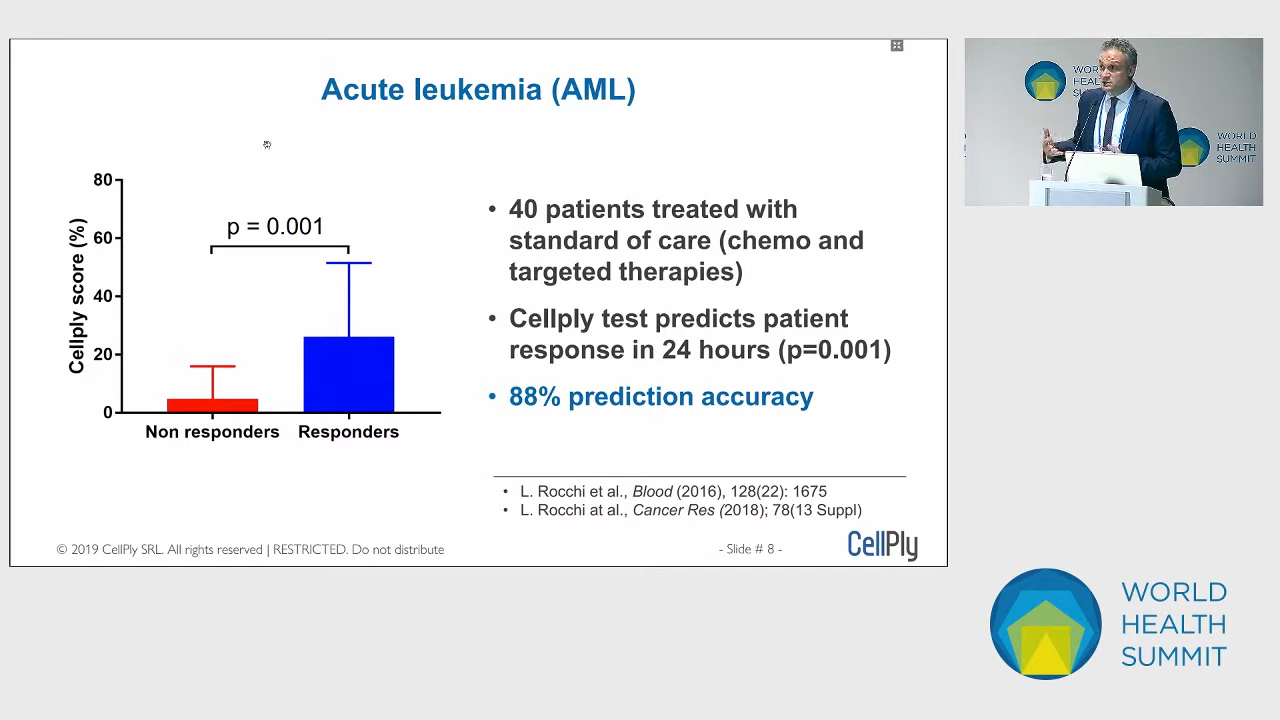 Acute leukemia (AML)
80
60
40
20
0
Cellply score (%)
p = 0.001
Non responders
Responders
• 40 patients treated with
standard of care (chemo and
targeted therapies)
• Cellply test predicts patient
response in 24 hours (p=0.001)
• 88% prediction accuracy
• L. Rocchi et al., Blood (2016), 128(22): 1675
• L. Rocchi at al., Cancer Res (2018); 78(13 Suppl)
© 2019 CellPly SRL. All rights reserved | RESTRICTED. Do not distribute
- Slide # 8 -
CellPly
WORLD
HEALTH
SUMMIT
WORLD
HEALTH
SUMMIT